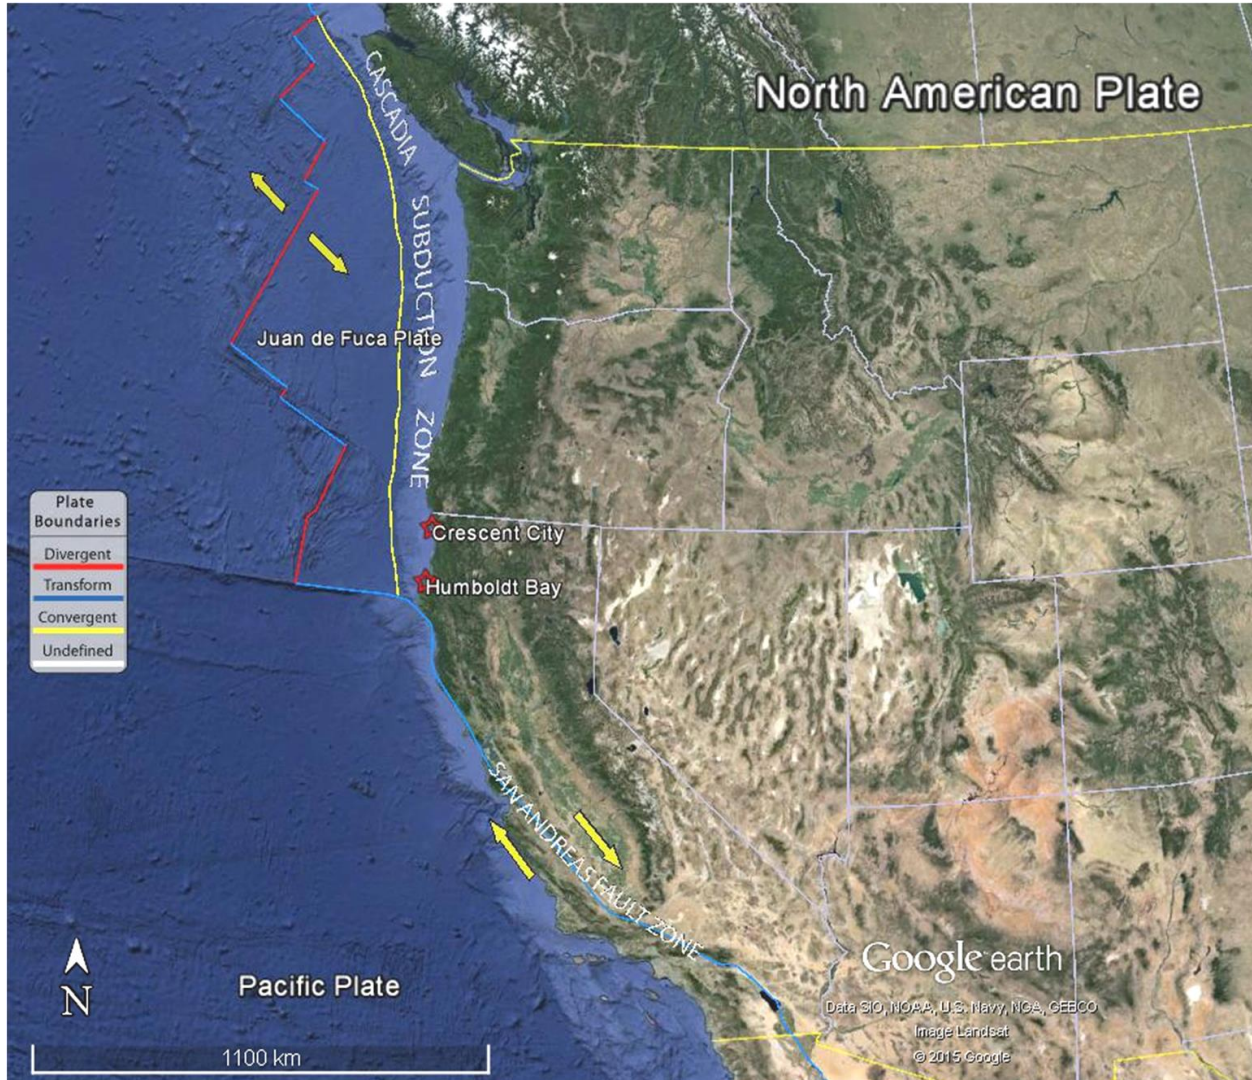 North American Plate
CASCADIA SUBDUCTION ZONE
Juan de Fuca Plate
Plate
Boundaries
Divergent
Transform
Convergent
Undefined
Crescent City
Humboldt Bay
SAN ANDREAS FAULT ZONE
Google earth
Pacific Plate
N
Data SIO, NOAA, U.S. Navy, NGA, GEBCO
Image Landsat
© 2015 Google
1100 km